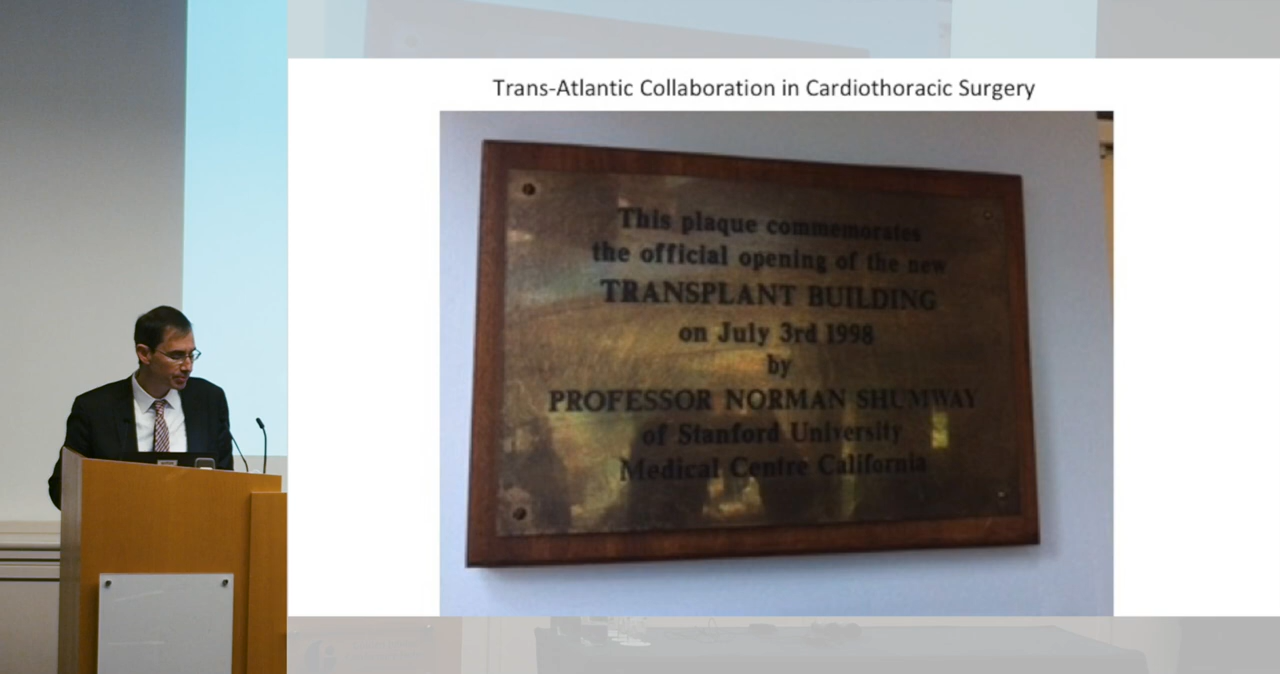 Trans-Atlantic Collaboration in Cardiothoracic Surgery
This plaque commemorates
the official opening of the new
TRANSPLANT BUILDING
on July 3rd 1998
by
PROFESSOR NORMAN SHUMWAY
of Stanford University
Medical Centre California